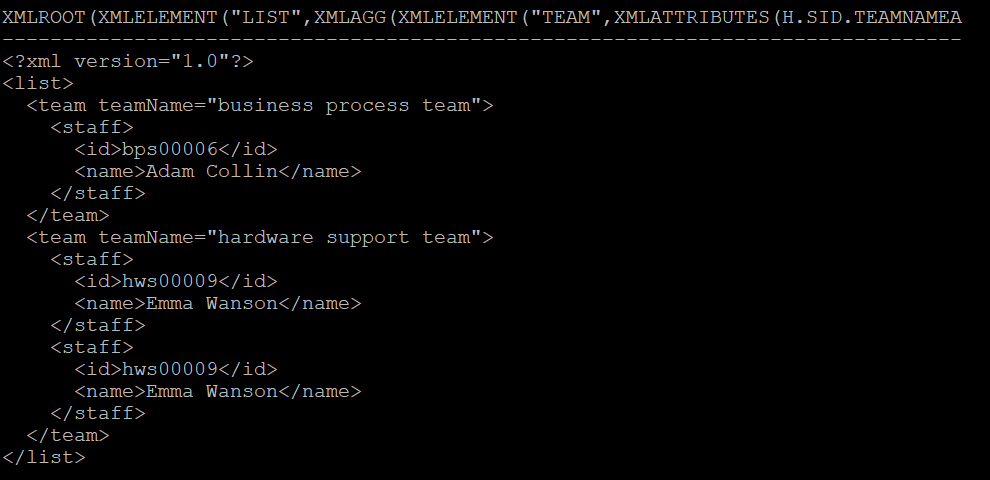 XMLROOT(XMLELEMENT("LIST",XMLAGG(XMLELEMENT("TEAM",XMLATTRIBUTES(H.SID.TEAMNAMEA
--------------------------------------------------------------------------------
<?xml version="1.0"?>
<list>
  <team teamName="business process team">
    <staff>
      <id>bps00006</id>
      <name>Adam Collin</name>
    </staff>
  </team>
  <team teamName="hardware support team">
    <staff>
      <id>hws00009</id>
      <name>Emma Wanson</name>
    </staff>
    <staff>
      <id>hws00009</id>
      <name>Emma Wanson</name>
    </staff>
  </team>
</list>